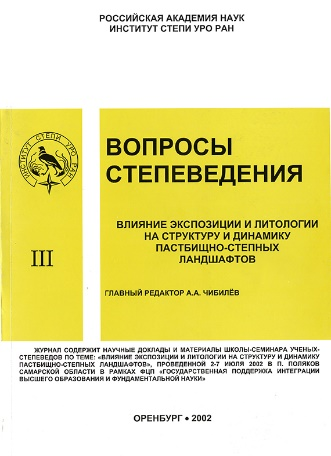 РОССИЙСКАЯ АКАДЕМИЯ НАУК
ИНСТИТУТ СТЕПИ УРО РАН
ИНСТИТУТ СТЕПИ УРО РАН
ВОПРОСЫ
СТЕПЕВЕДЕНИЯ
ВЛИЯНИЕ ЭКСПОЗИЦИИ И ЛИТОЛОГИИ
НА СТРУКТУРУ И ДИНАМИКУ
ПАСТБИЩНО-СТЕПНЫХ
ЛАНДШАФТОВ
III
ГЛАВНЫЙ РЕДАКТОР А.А. ЧИБИЛЁВ
ЖУРНАЛ СОДЕРЖИТ НАУЧНЫЕ ДОКЛАДЫ И МАТЕРИАЛЫ ШКОЛЫ-СЕМИНАРА УЧЕНЫХ-
СТЕПЕВЕДОВ ПО ТЕМЕ: «ВЛИЯНИЕ ЭКСПОЗИЦИИ И ЛИТОЛОГИИ НА СТРУКТУРУ И ДИНАМИКУ
ПАСТБИЩНО-СТЕПНЫХ ЛАНДШАФТОВ», ПРОВЕДЕННОЙ 2-7 ИЮЛЯ 2002 В П. ПОЛЯКОВ
САМАРСКОЙ ОБЛАСТИ В РАМКАХ ФЦП «ГОСУДАРСТВЕННАЯ ПОДДЕРЖКА ИНТЕГРАЦИИ
ВЫСШЕГО ОБРАЗОВАНИЯ И ФУНДАМЕНТАЛЬНОЙ НАУКИ»
ОРЕНБУРГ • 2002